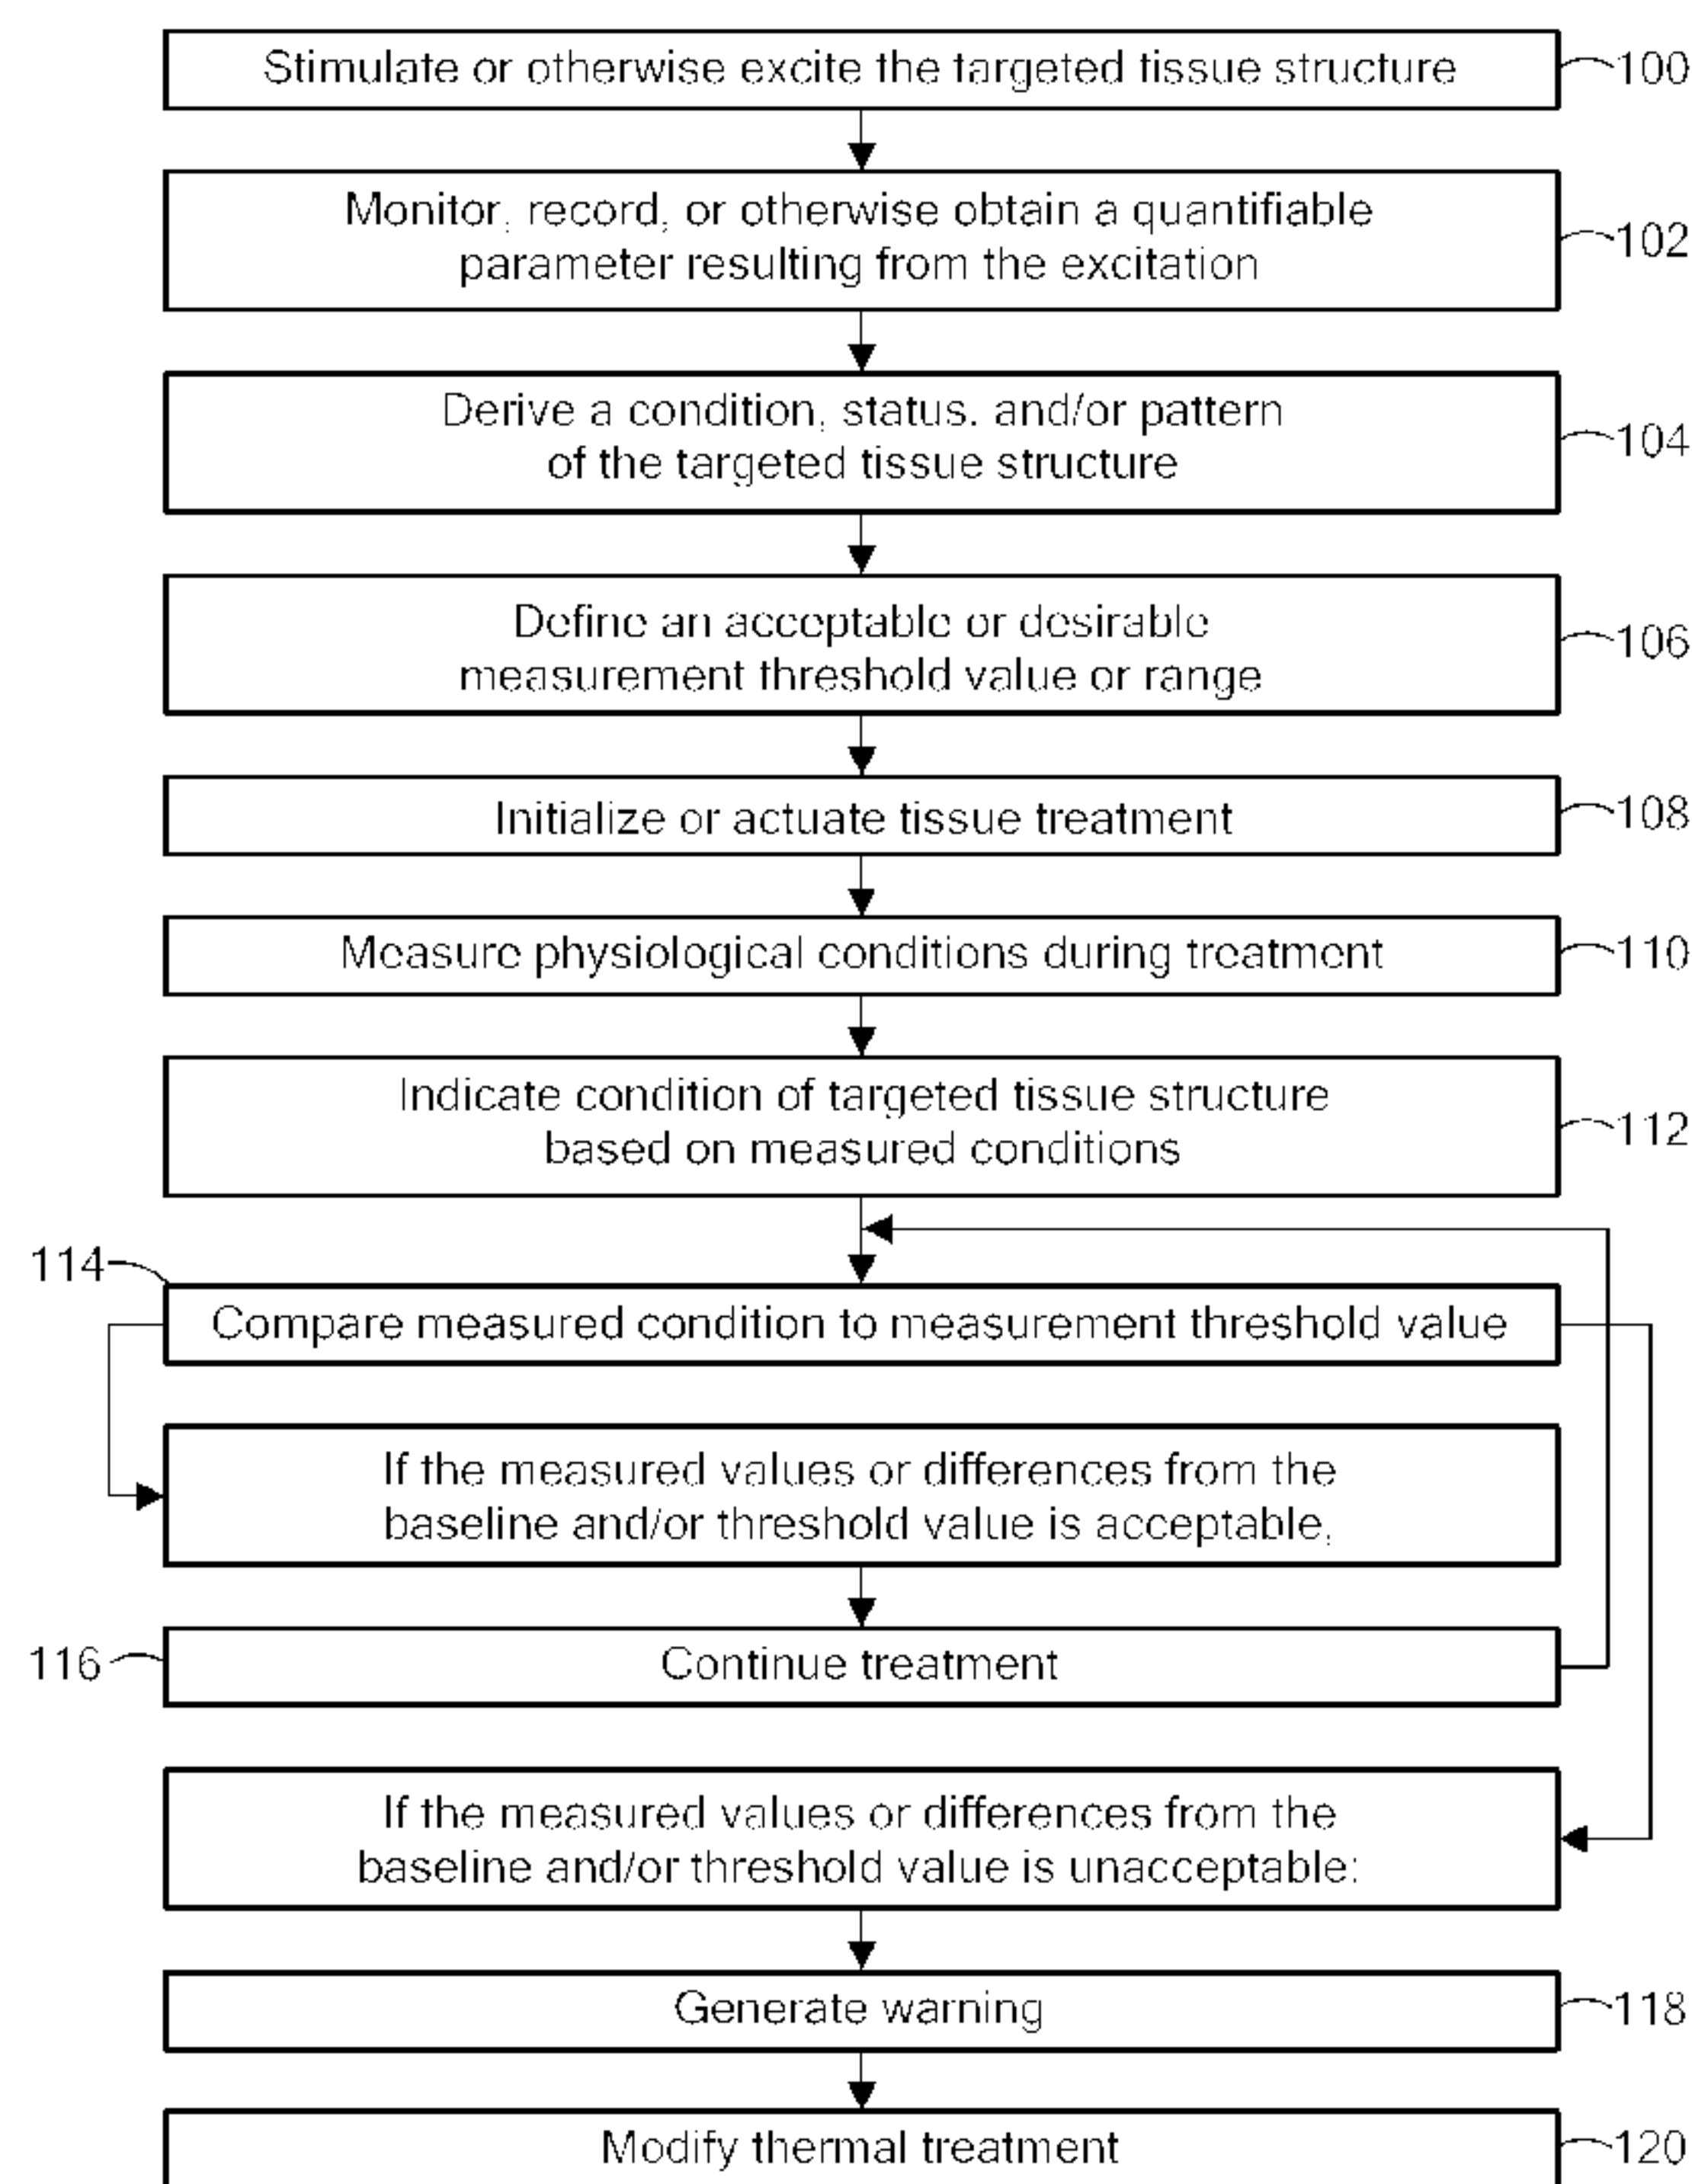 Stimulate or otherwise excite the targeted tissue structure
100
Monitor, record, or otherwise obtain a quantifiable
parameter resulting from the excitation
102
Derive a condition, status. and/or pattern
of the targeted tissue structure
104
Define an acceptable or desirable
measurement threshold value or range
106
Initialize or actuate tissue treatment
108
Measure physiological conditions during treatment
110
Indicate condition of targeted tissue structure
based on measured conditions
112
114
Compare measured condition to measurement threshold value
If the measured values or differences from the
baseline and/or threshold value is acceptable,
116
Continue treatment
If the measured values or differences from the
baseline and/or threshold value is unacceptable:
Generate warning
118
Modify thermal treatment
120